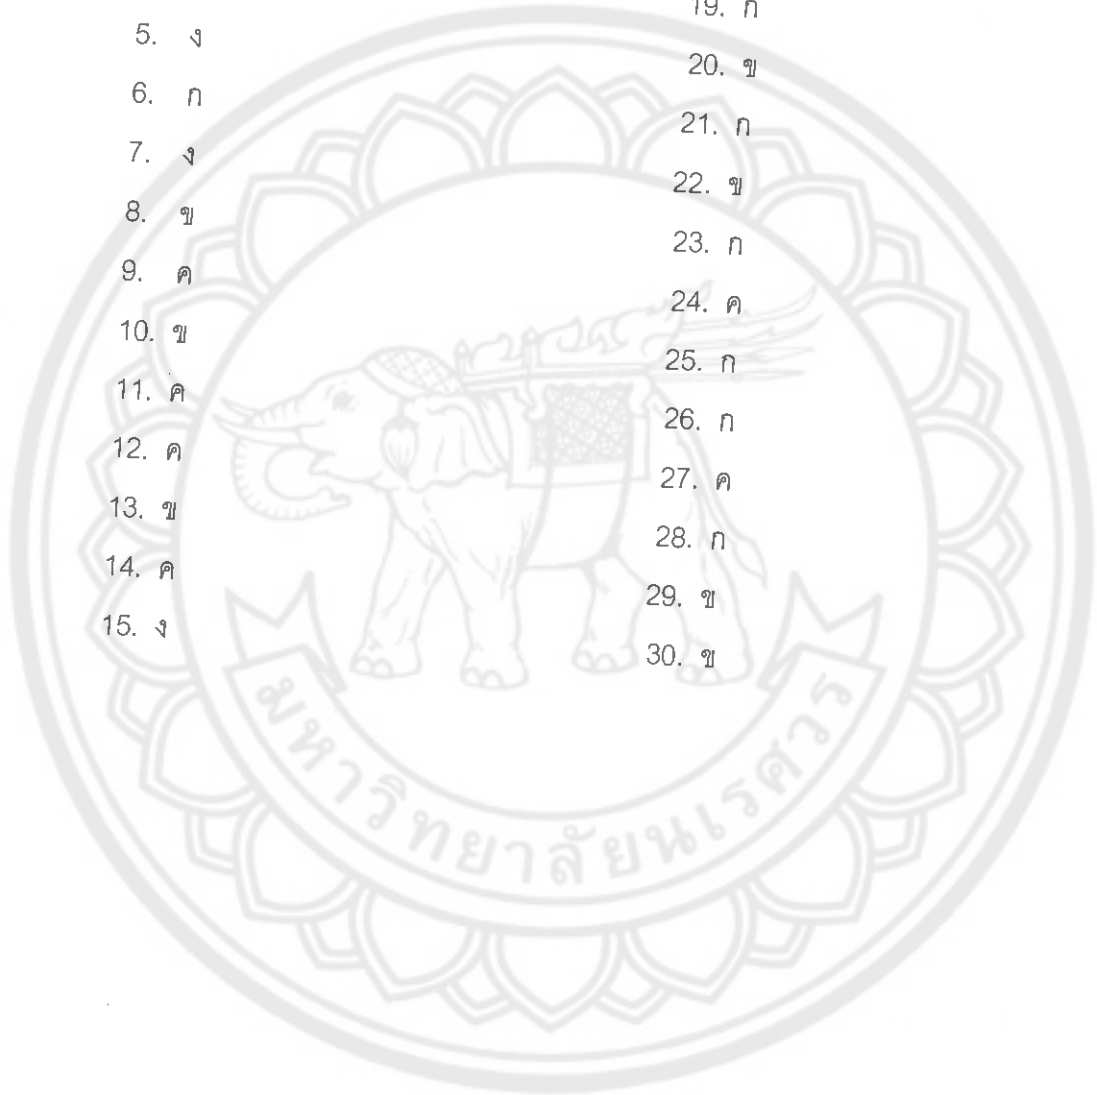 5. ง
6. ก
7. ง
8. ข
9. ค
10. ข
11. ค
12. ค
13. ข
14. ค
15. ง
19. ก
20. ข
21. ก
22. ข
23. ก
24. ค
25. ก
26. ก
27. ค
28. ก
29. ข
30. ข
มหาวิทยาลัยนเรศวร